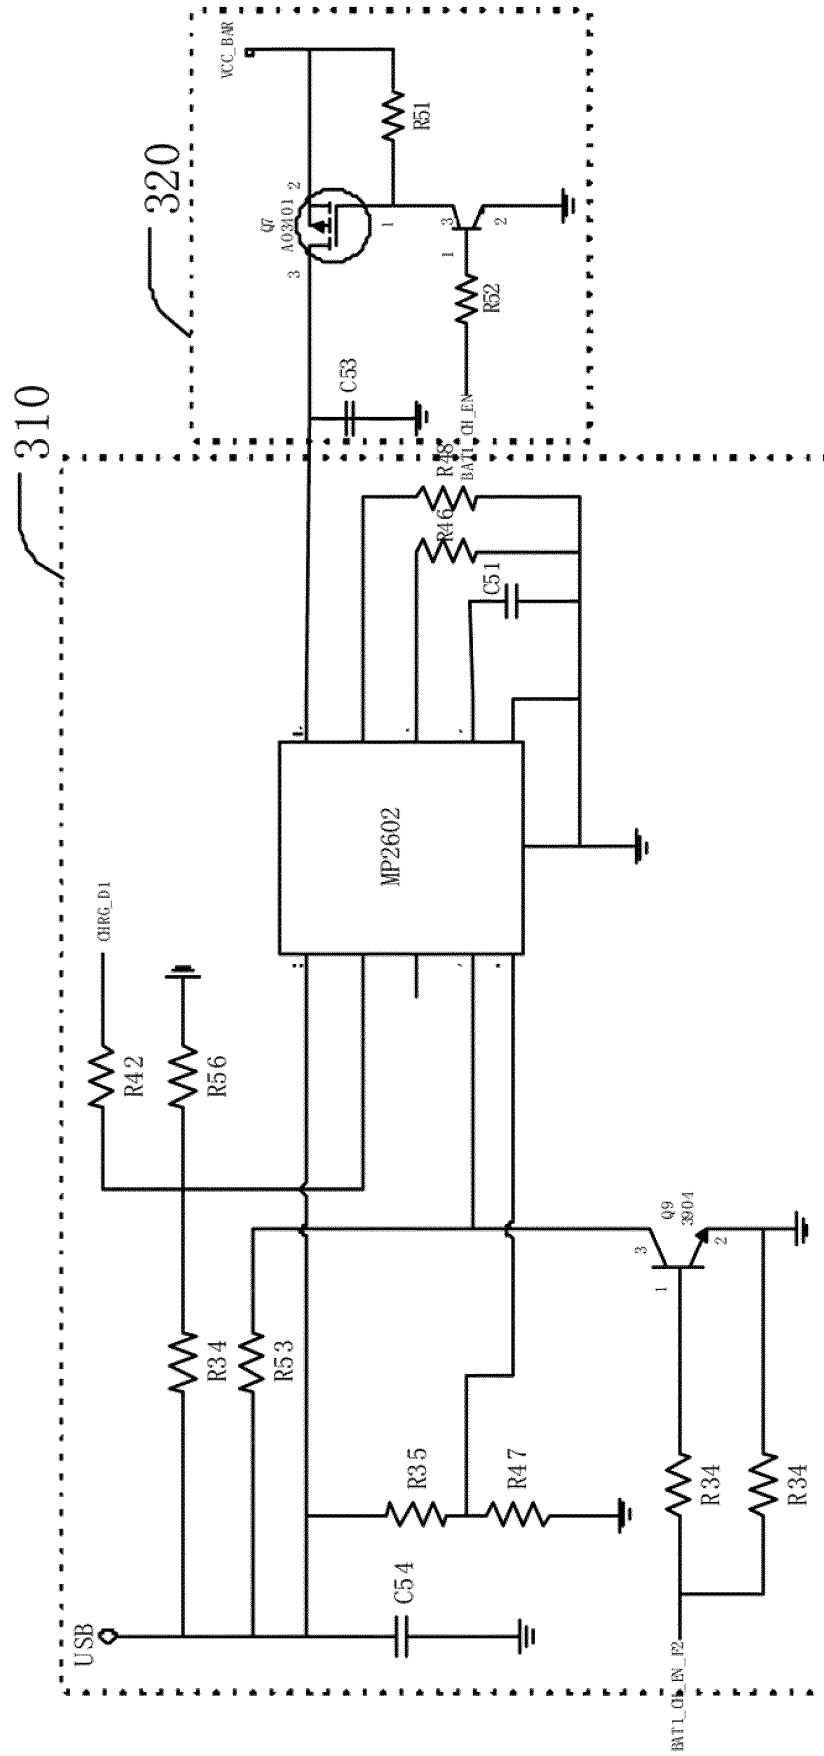 310
320
VCC_BAR
R51
Q7
AO3401
2
3
1
3
1
2
R52
C53
BAT1_CH_EN
R48
R46
C51
MP2602
CHRG_D1
R42
R56
R34
R53
Q9
3904
3
1
2
R35
R47
R34
R34
C54
USB